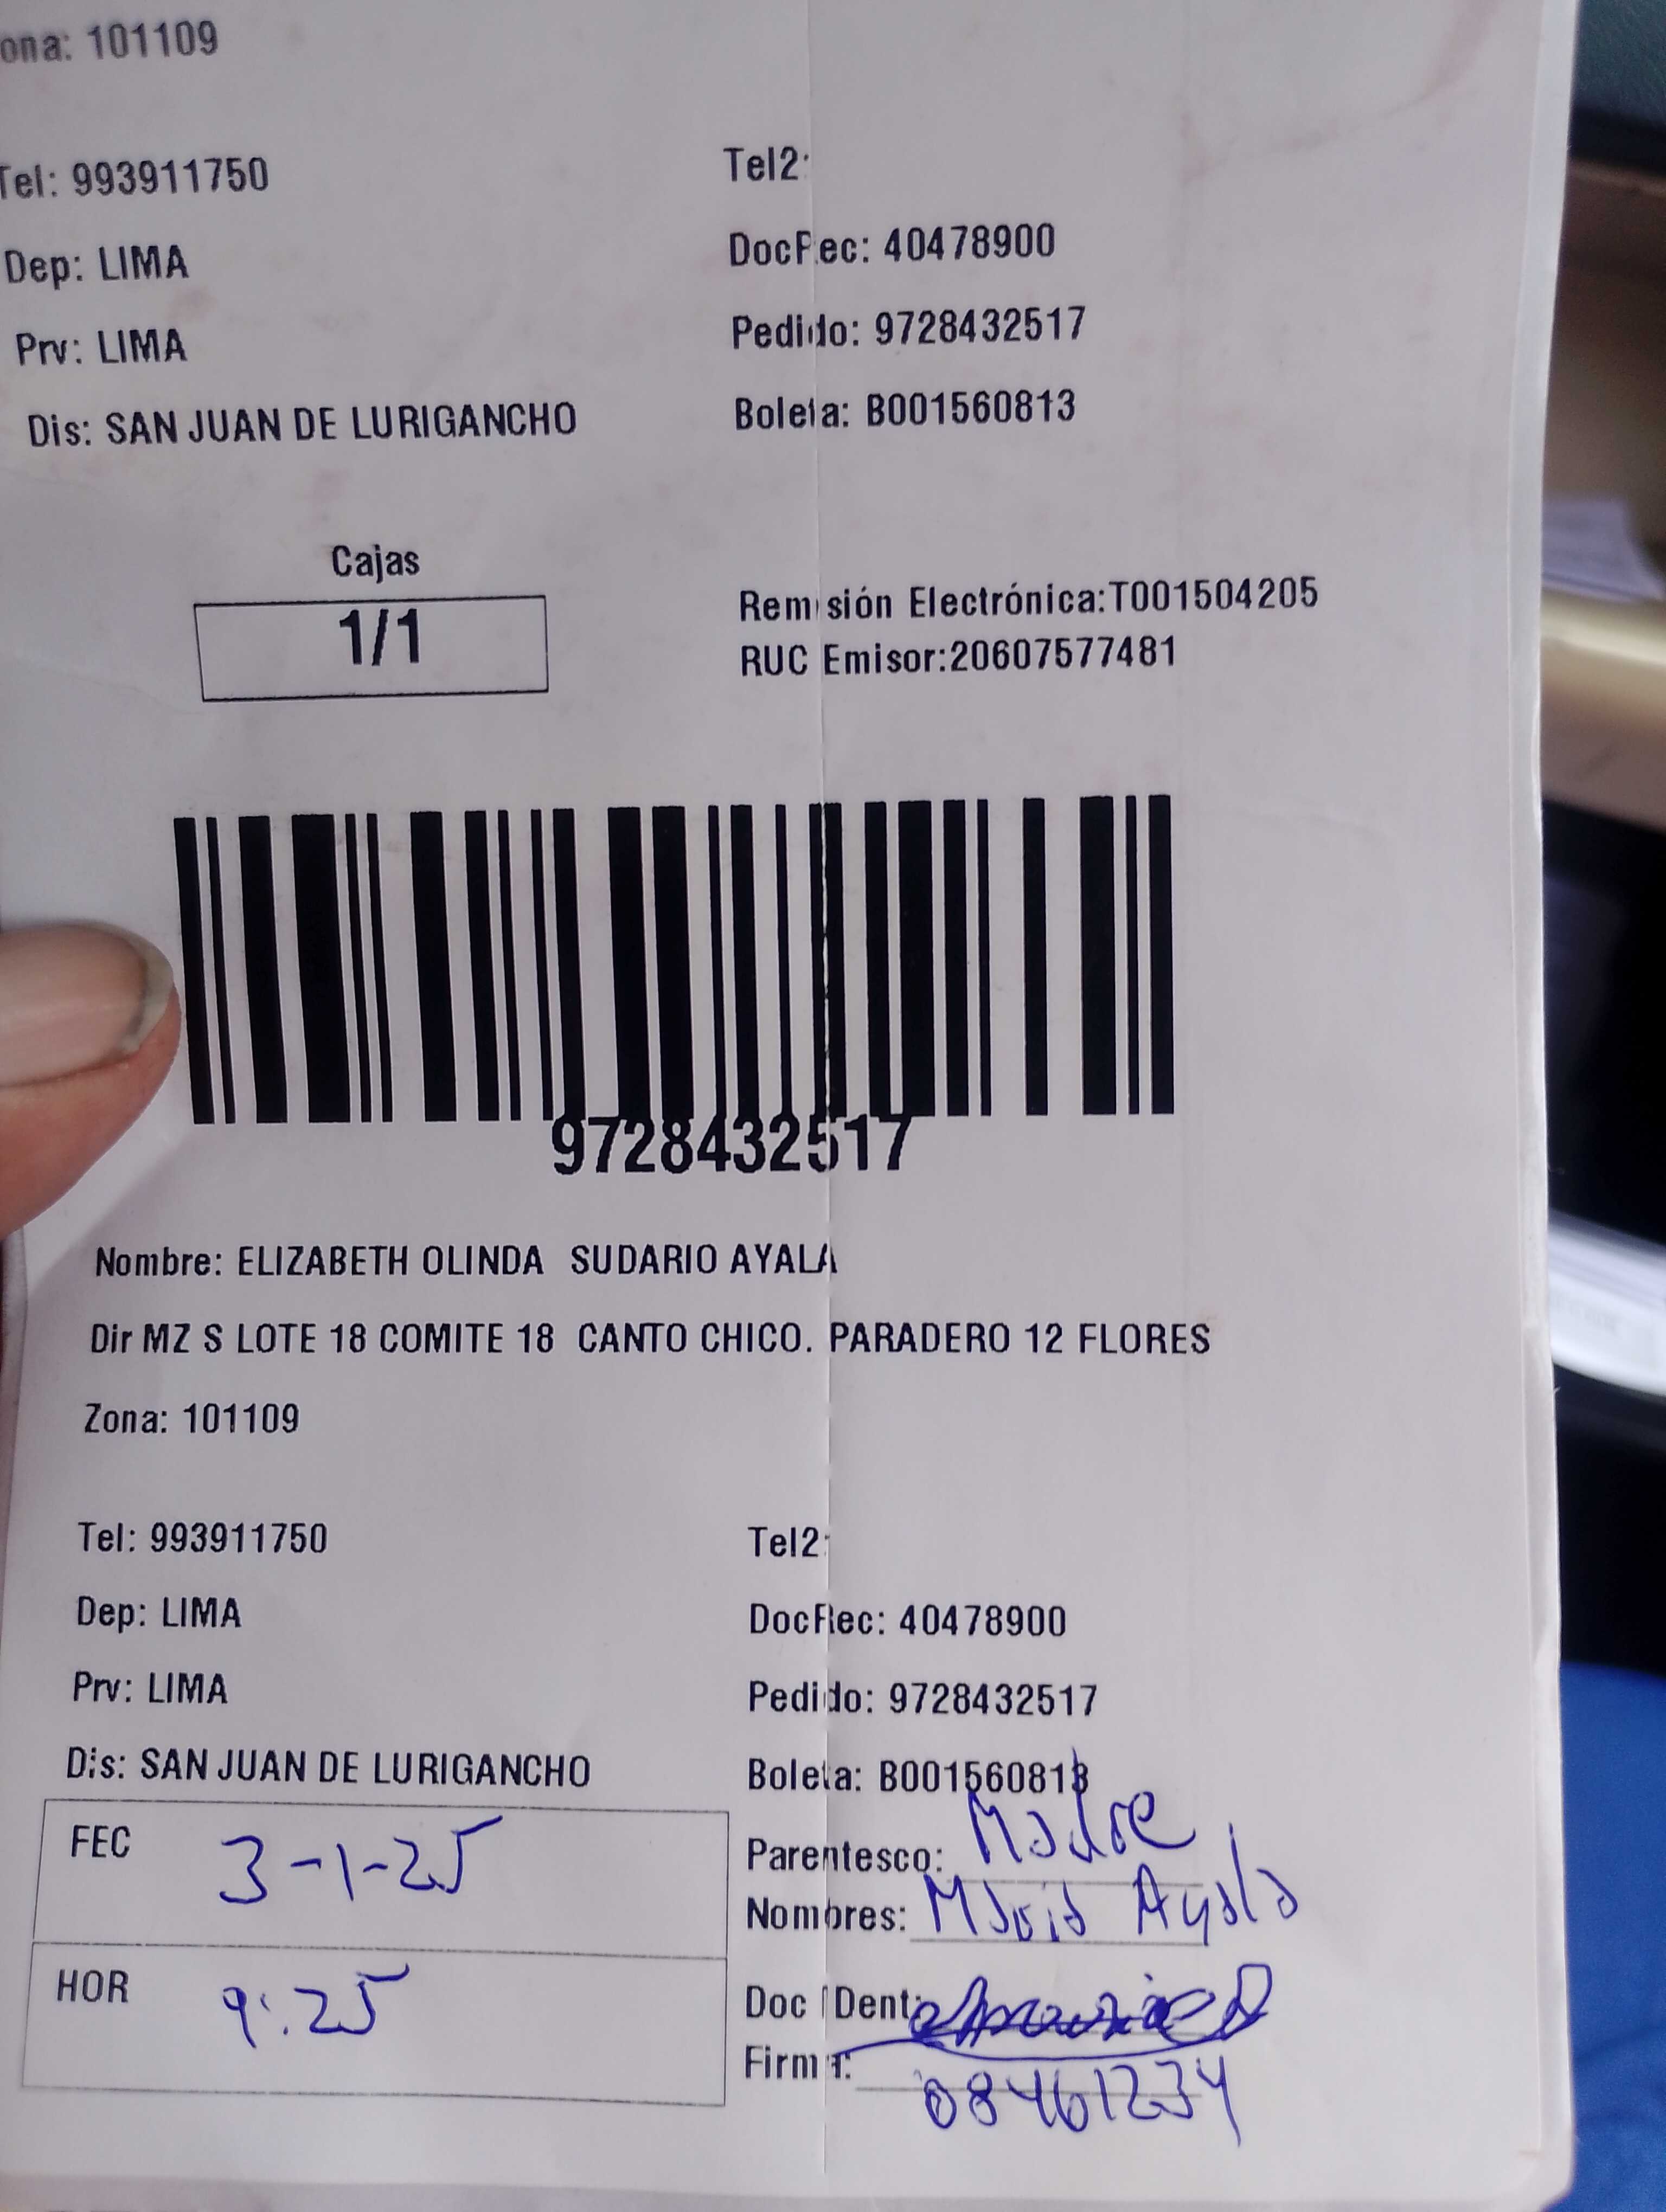 ona: 101109
Tel: 993911750 Tel2:
Dep: LIMA DocRec: 40478900
Prv: LIMA Pedido: 9728432517
Dis: SAN JUAN DE LURIGANCHO Boleta: B001560813
Cajas
1/1
Remisión Electrónica:T001504205
RUC Emisor:20607577481
9728432517
Nombre: ELIZABETH OLINDA SUDARIO AYALA
Dir MZ S LOTE 18 COMITE 18 CANTO CHICO. PARADERO 12 FLORES
Zona: 101109
Tel: 993911750 Tel2:
Dep: LIMA DocRec: 40478900
Prv: LIMA Pedido: 9728432517
Dis: SAN JUAN DE LURIGANCHO Boleta: B001560813
FEC 3-1-25
HOR 9:25
Parentesco: Madre
Nombres: Maria Ayala
Doc IDent:
Firma: 08461234